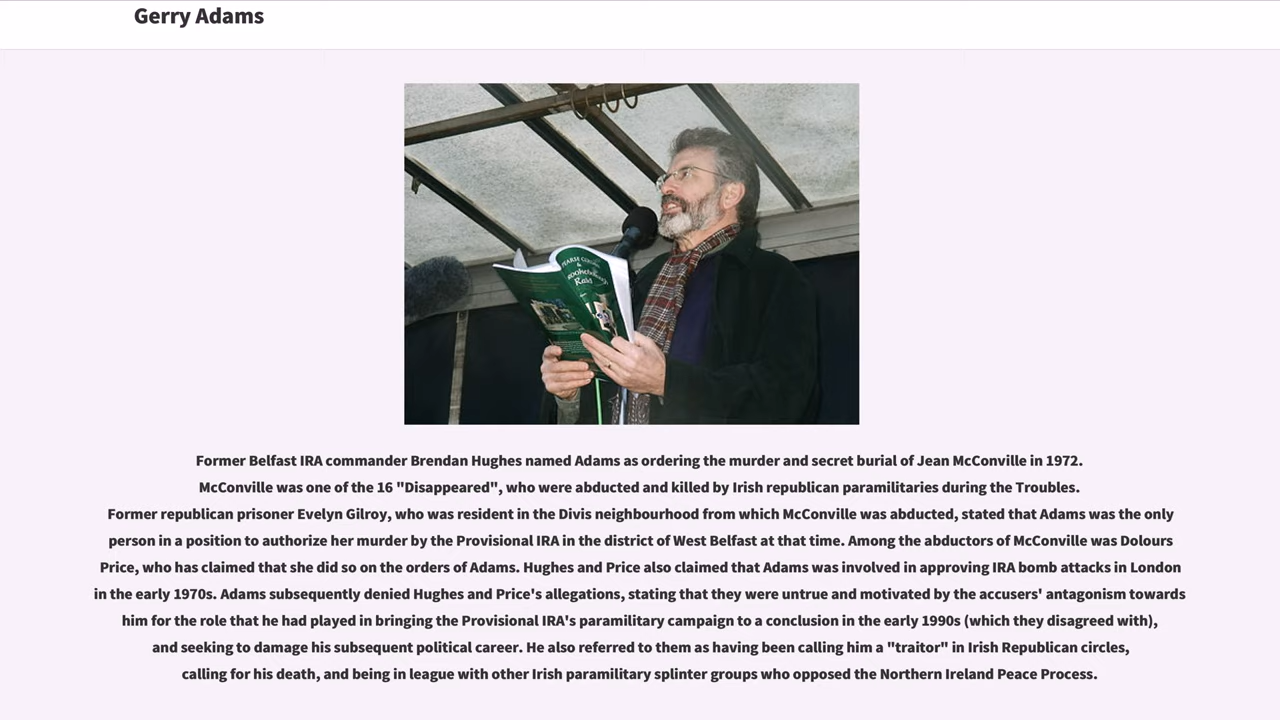 Gerry Adams
PEARSE COLUMN
&
Brookeborough
Raid
Former Belfast IRA commander Brendan Hughes named Adams as ordering the murder and secret burial of Jean McConville in 1972.
McConville was one of the 16 "Disappeared", who were abducted and killed by Irish republican paramilitaries during the Troubles.
Former republican prisoner Evelyn Gilroy, who was resident in the Divis neighbourhood from which McConville was abducted, stated that Adams was the only
person in a position to authorize her murder by the Provisional IRA in the district of West Belfast at that time. Among the abductors of McConville was Dolours
Price, who has claimed that she did so on the orders of Adams. Hughes and Price also claimed that Adams was involved in approving IRA bomb attacks in London
in the early 1970s. Adams subsequently denied Hughes and Price's allegations, stating that they were untrue and motivated by the accusers' antagonism towards
him for the role that he had played in bringing the Provisional IRA's paramilitary campaign to a conclusion in the early 1990s (which they disagreed with),
and seeking to damage his subsequent political career. He also referred to them as having been calling him a "traitor" in Irish Republican circles,
calling for his death, and being in league with other Irish paramilitary splinter groups who opposed the Northern Ireland Peace Process.